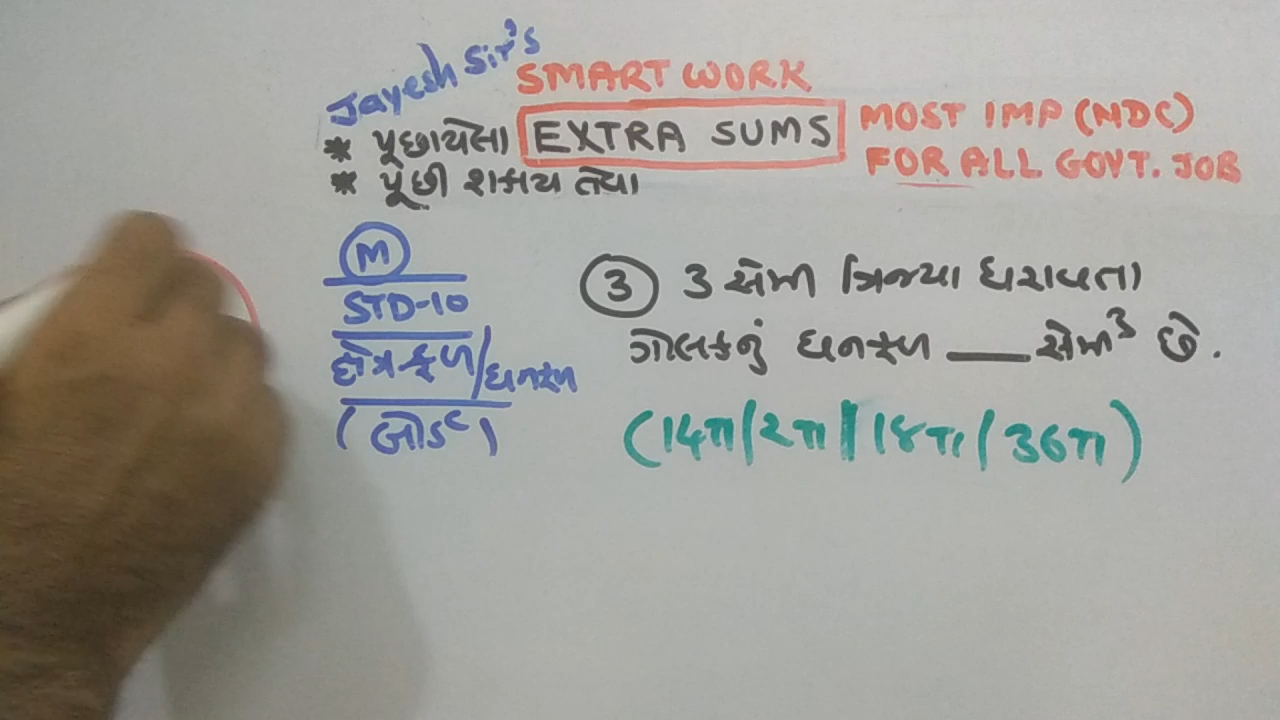 Jayesh Sir's
SMART WORK
* પૂછાયેલા EXTRA SUMS
* પૂછી શકાય તેવા
MOST IMP (MDC)
FOR ALL GOVT. JOB
M
STD-10
ક્ષેત્રફળ/ઘનફળ
(બોર્ડ)
③ 3 સેમી ત્રિજ્યા ધરાવતા
ગોલકનું ઘનફળ ___ સેમી³ છે.
(14π/2π/18π/36π)